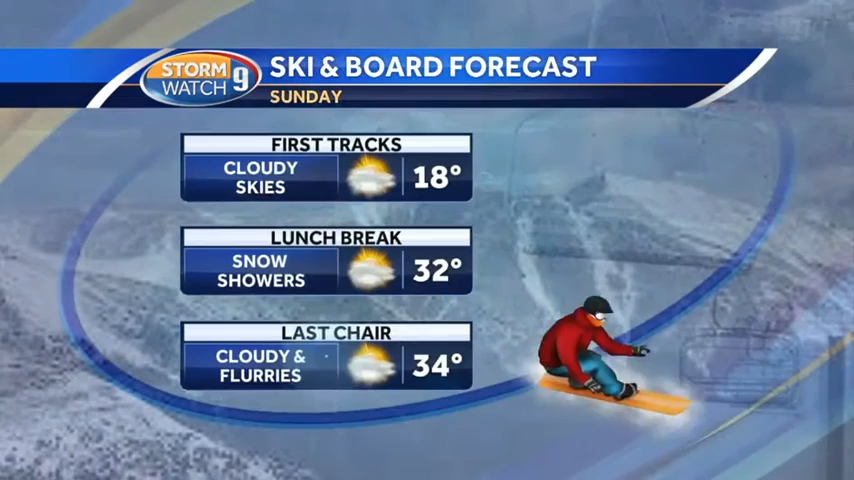 STORM
WATCH 9
SKI & BOARD FORECAST
SUNDAY
FIRST TRACKS
CLOUDY
SKIES
18°
LUNCH BREAK
SNOW
SHOWERS
32°
LAST CHAIR
CLOUDY &
FLURRIES
34°